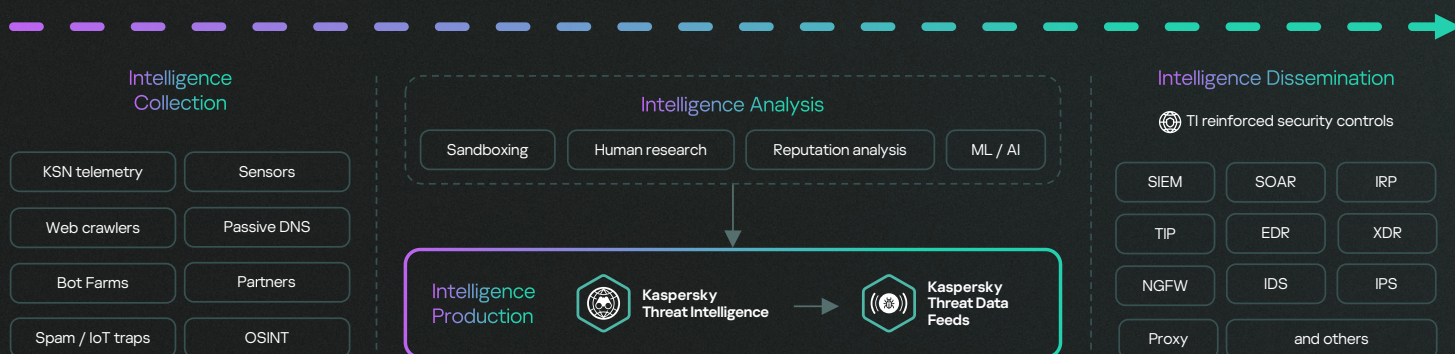 Intelligence
Collection
KSN telemetry
Sensors
Web crawlers
Passive DNS
Bot Farms
Partners
Spam / IoT traps
OSINT
Intelligence Analysis
Sandboxing
Human research
Reputation analysis
ML / AI
Intelligence
Production
Kaspersky
Threat Intelligence
Kaspersky
Threat Data
Feeds
Intelligence Dissemination
TI reinforced security controls
SIEM
SOAR
IRP
TIP
EDR
XDR
NGFW
IDS
IPS
Proxy
and others